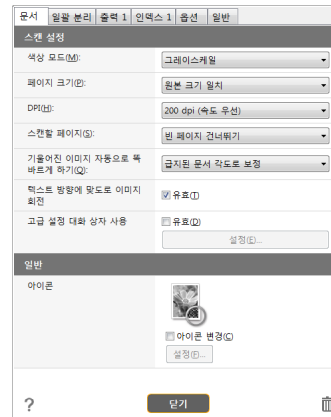 문서 일괄 분리 출력 1 인덱스 1 옵션 일반
스캔 설정
색상 모드(M): 그레이스케일
페이지 크기(P): 원본 크기 일치
DPI(H): 200 dpi (속도 우선)
스캔할 페이지(S): 빈 페이지 건너뛰기
기울어진 이미지 자동으로 똑
바르게 하기(Q): 급지된 문서 각도로 보정
텍스트 방향에 맞도로 이미지
회전 유효(T)
고급 설정 대화 상자 사용 유효(D)
설정(E)...
일반
아이콘
아이콘 변경(C)
설정(F)...
? 닫기